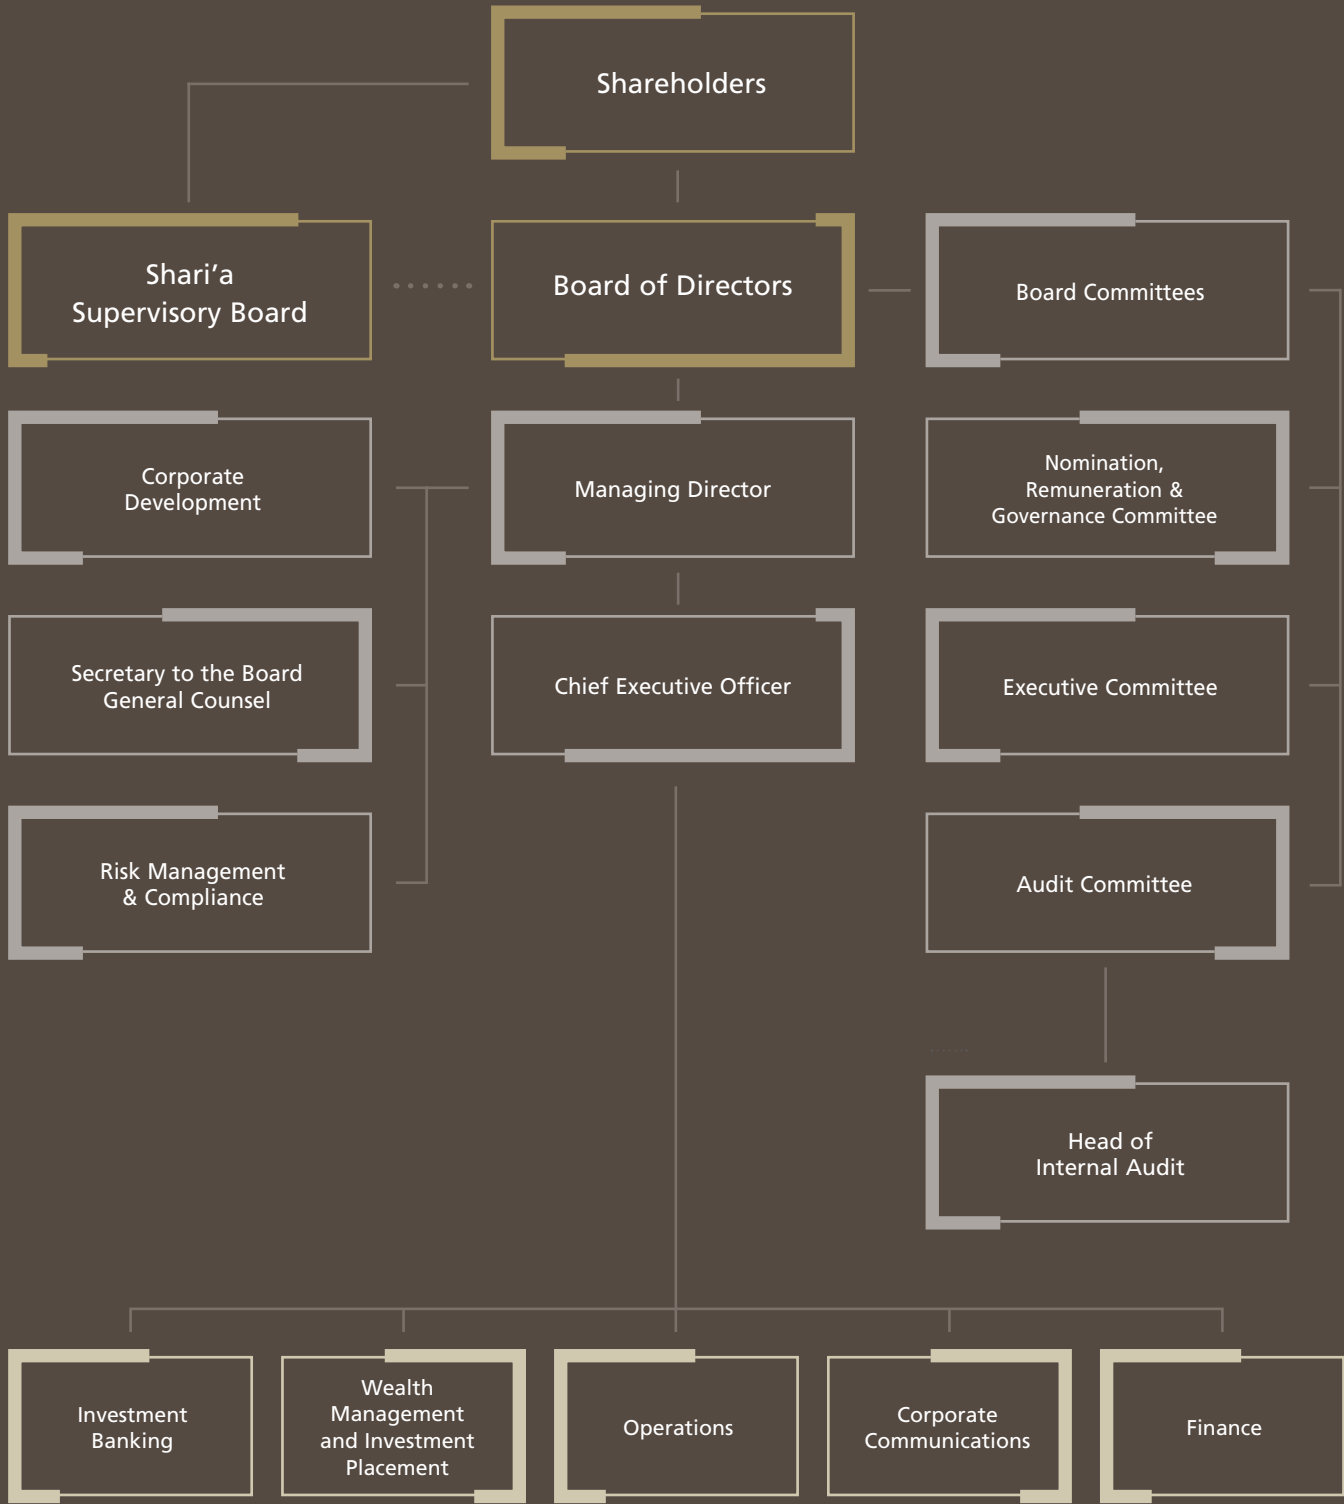 Shareholders
Shari’a
Supervisory Board
Board of Directors
Board Committees
Corporate
Development
Managing Director
Nomination,
Remuneration &
Governance Committee
Secretary to the Board
General Counsel
Chief Executive Officer
Executive Committee
Risk Management
& Compliance
Audit Committee
Head of
Internal Audit
Investment
Banking
Wealth
Management
and Investment
Placement
Operations
Corporate
Communications
Finance